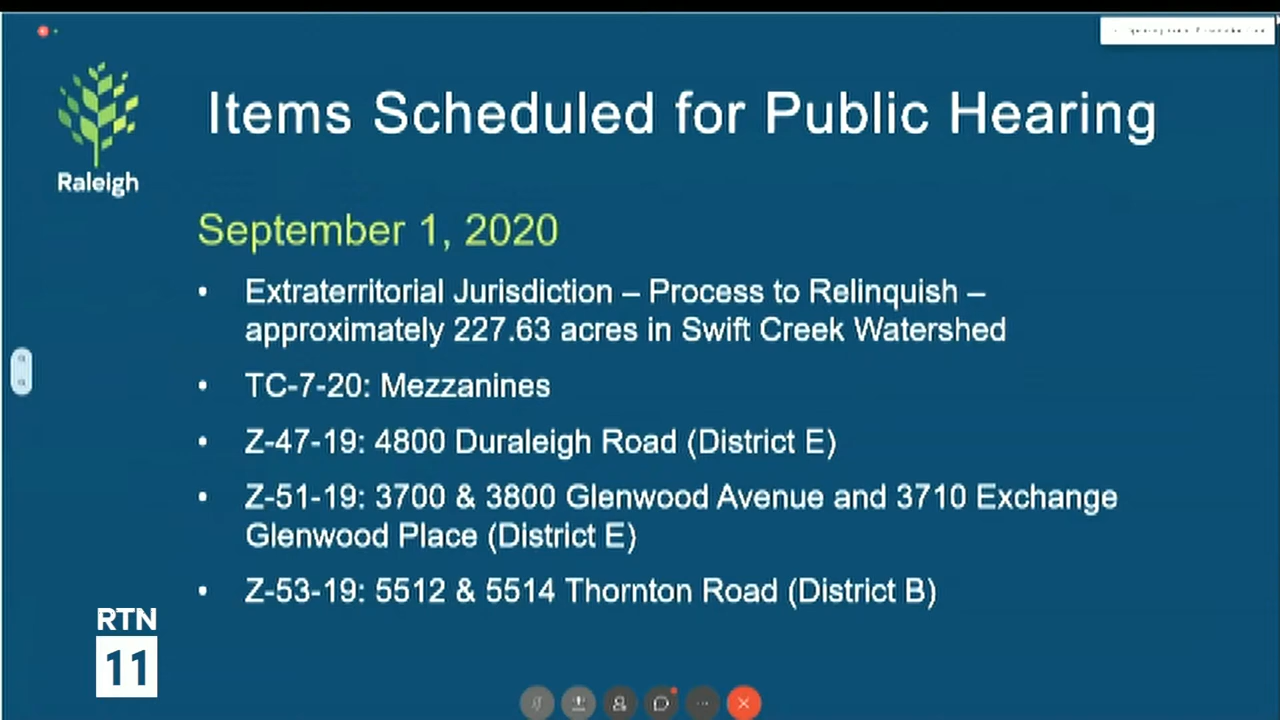 Items Scheduled for Public Hearing
Raleigh
September 1, 2020
• Extraterritorial Jurisdiction – Process to Relinquish –
approximately 227.63 acres in Swift Creek Watershed
• TC-7-20: Mezzanines
• Z-47-19: 4800 Duraleigh Road (District E)
• Z-51-19: 3700 & 3800 Glenwood Avenue and 3710 Exchange
Glenwood Place (District E)
• Z-53-19: 5512 & 5514 Thornton Road (District B)
RTN
11